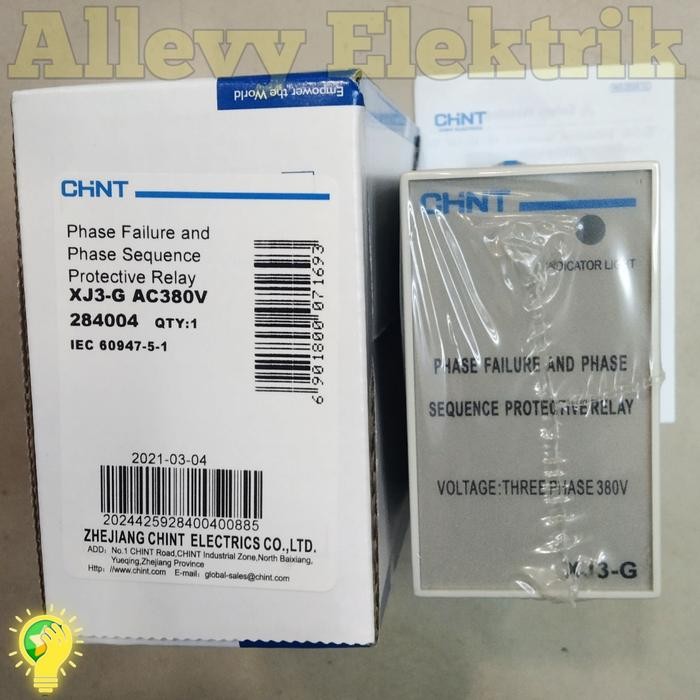 Allevy Elektrik
Empower the World
CHNT
Phase Failure and
Phase Sequence
Protective Relay
XJ3-G AC380V
284004 QTY:1
IEC 60947-5-1
6901800071693
2021-03-04
2024425928400400885
ZHEJIANG CHINT ELECTRICS CO.,LTD.
ADD: No.1 CHINT Road,CHINT Industrial Zone,North Baixiang,
Yueqing,Zhejiang Province
Http: //www.chint.com E-mail: global-sales@chint.com
CHNT
CHINT ELECTRICS
CHNT
INDICATOR LIGHT
PHASE FAILURE AND PHASE
SEQUENCE PROTECTIVE RELAY
VOLTAGE:THREE PHASE 380V
XJ3-G